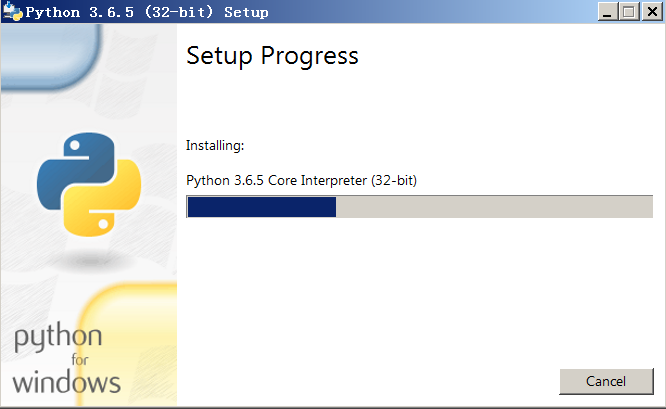 Python 3.6.5 (32-bit) Setup
Setup Progress
Installing:
Python 3.6.5 Core Interpreter (32-bit)
python
for
windows
Cancel